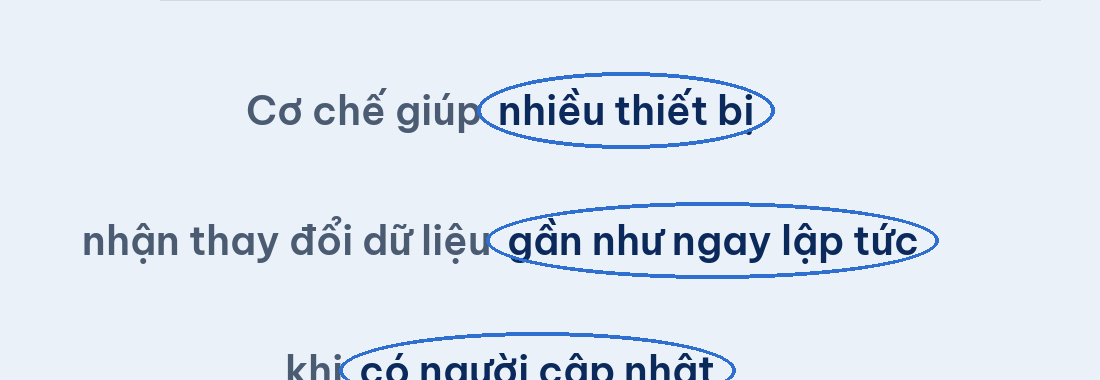 Cơ chế giúp nhiều thiết bị
nhận thay đổi dữ liệu gần như ngay lập tức
khi có người cập nhật